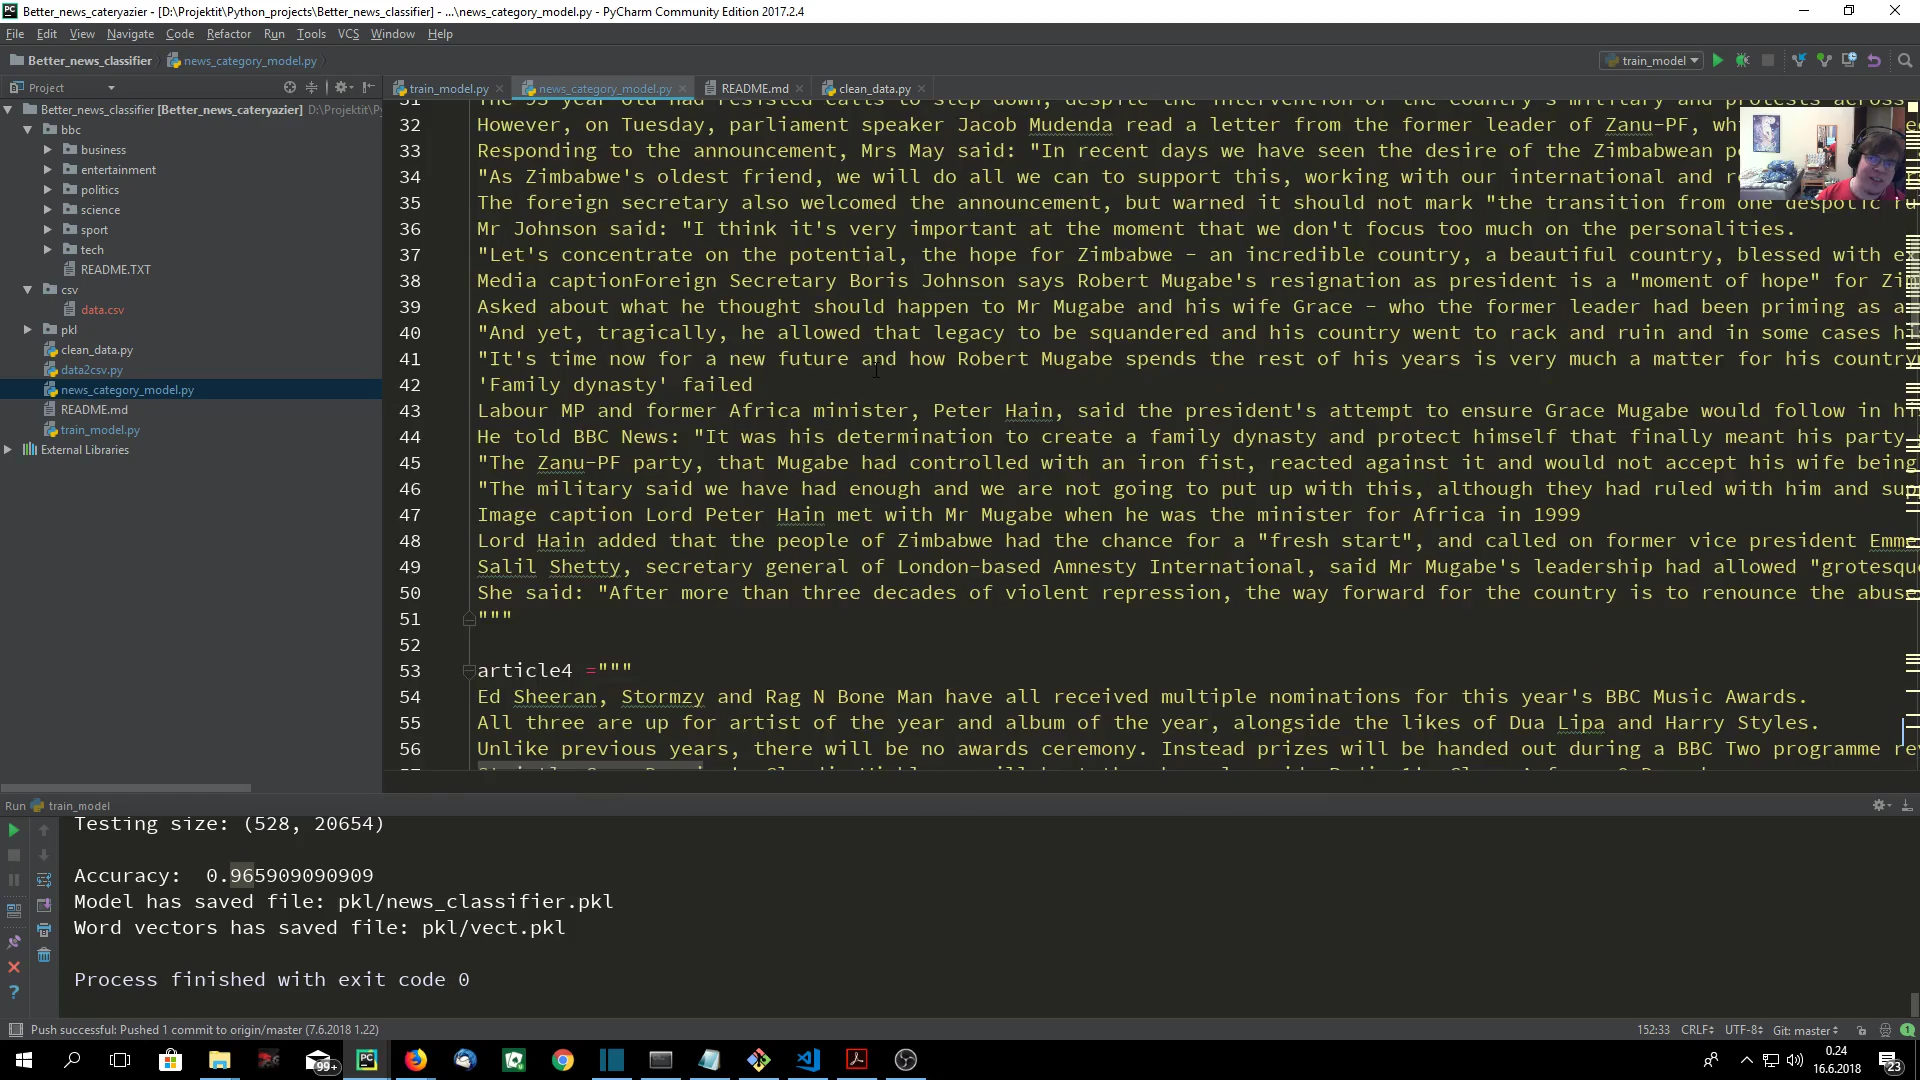 Better_news_cateryazier - [D:\Projektit\Python_projects\Better_news_classifier] - ...\news_category_model.py - PyCharm Community Edition 2017.2.4
File Edit View Navigate Code Refactor Run Tools VCS Window Help
Better_news_classifier news_category_model.py train_model
Project
train_model.py news_category_model.py README.md clean_data.py
Better_news_classifier [Better_news_cateryazier] D:\Projektit\P
bbc
business
entertainment
politics
science
sport
tech
README.TXT
csv
data.csv
pkl
clean_data.py
data2csv.py
news_category_model.py
README.md
train_model.py
External Libraries
31 The 93-year-old had resisted calls to step down, despite the intervention of the country's military and protests across
32 However, on Tuesday, parliament speaker Jacob Mudenda read a letter from the former leader of Zanu-PF, wh
33 Responding to the announcement, Mrs May said: "In recent days we have seen the desire of the Zimbabwean p
34 "As Zimbabwe's oldest friend, we will do all we can to support this, working with our international and r
35 The foreign secretary also welcomed the announcement, but warned it should not mark "the transition from one despotic ru
36 Mr Johnson said: "I think it's very important at the moment that we don't focus too much on the personalities.
37 "Let's concentrate on the potential, the hope for Zimbabwe - an incredible country, a beautiful country, blessed with ex
38 Media captionForeign Secretary Boris Johnson says Robert Mugabe's resignation as president is a "moment of hope" for Zim
39 Asked about what he thought should happen to Mr Mugabe and his wife Grace - who the former leader had been priming as a
40 "And yet, tragically, he allowed that legacy to be squandered and his country went to rack and ruin and in some cases hi
41 "It's time now for a new future and how Robert Mugabe spends the rest of his years is very much a matter for his country
42 'Family dynasty' failed
43 Labour MP and former Africa minister, Peter Hain, said the president's attempt to ensure Grace Mugabe would follow in hi
44 He told BBC News: "It was his determination to create a family dynasty and protect himself that finally meant his party,
45 "The Zanu-PF party, that Mugabe had controlled with an iron fist, reacted against it and would not accept his wife being
46 "The military said we have had enough and we are not going to put up with this, although they had ruled with him and sup
47 Image caption Lord Peter Hain met with Mr Mugabe when he was the minister for Africa in 1999
48 Lord Hain added that the people of Zimbabwe had the chance for a "fresh start", and called on former vice president Emme
49 Salil Shetty, secretary general of London-based Amnesty International, said Mr Mugabe's leadership had allowed "grotesqu
50 She said: "After more than three decades of violent repression, the way forward for the country is to renounce the abuse
51 """
52
53 article4 ="""
54 Ed Sheeran, Stormzy and Rag N Bone Man have all received multiple nominations for this year's BBC Music Awards.
55 All three are up for artist of the year and album of the year, alongside the likes of Dua Lipa and Harry Styles.
56 Unlike previous years, there will be no awards ceremony. Instead prizes will be handed out during a BBC Two programme re
Run train_model
Testing size: (528, 20654)
Accuracy: 0.965909090909
Model has saved file: pkl/news_classifier.pkl
Word vectors has saved file: pkl/vect.pkl
Process finished with exit code 0
Push successful: Pushed 1 commit to origin/master (7.6.2018 1.22) 152:33 CRLF UTF-8 Git: master 1
99+ 0.24
16.6.2018 23